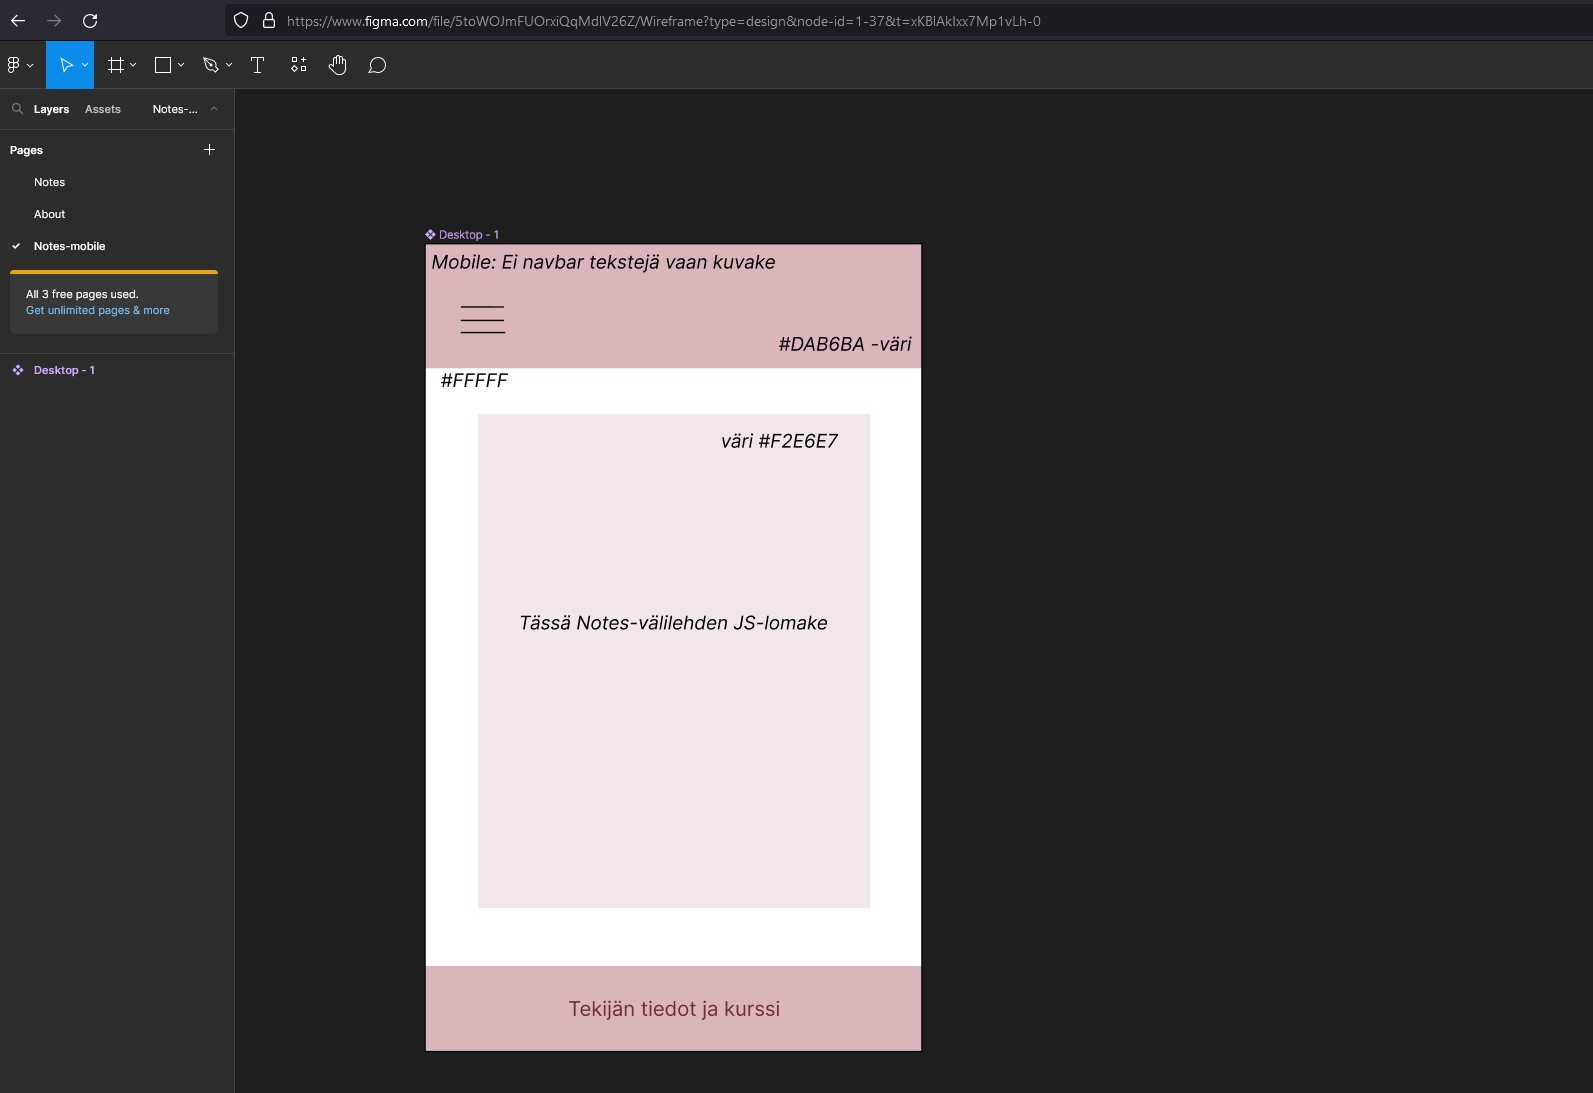 https://www.figma.com/file/5toWOJmFUOrxiQqMdlV26Z/Wireframe?type=design&node-id=1-37&t=xKBlAklxx7Mp1vLh-0
Layers Assets Notes-...
Pages
Notes
About
Notes-mobile
All 3 free pages used.
Get unlimited pages & more
Desktop - 1
Desktop - 1
Mobile: Ei navbar tekstejä vaan kuvake
#DAB6BA -väri
#FFFFF
väri #F2E6E7
Tässä Notes-välilehden JS-lomake
Tekijän tiedot ja kurssi